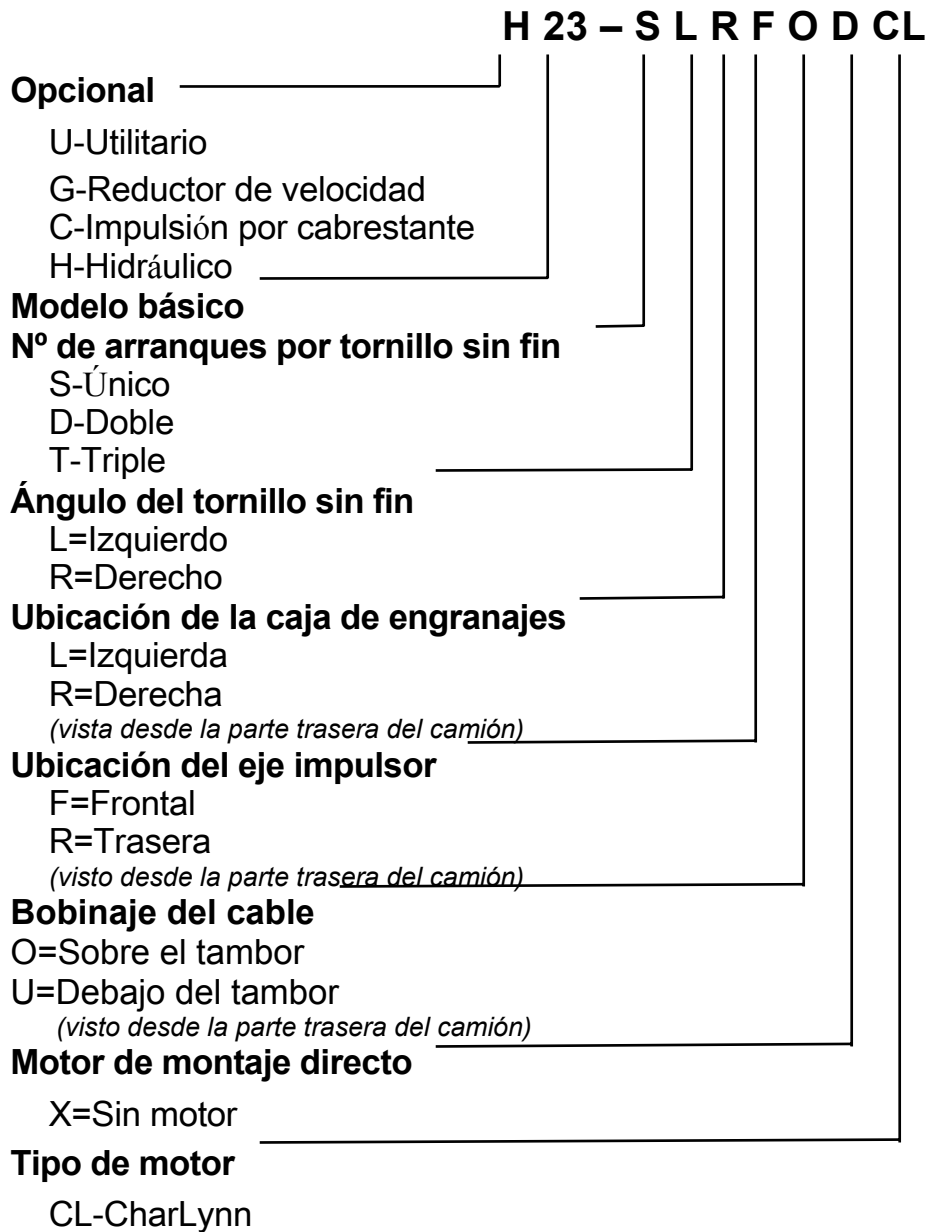 H 23 – S L R F O D CL
Opcional
U-Utilitario
G-Reductor de velocidad
C-Impulsión por cabrestante
H-Hidráulico
Modelo básico
Nº de arranques por tornillo sin fin
S-Único
D-Doble
T-Triple
Ángulo del tornillo sin fin
L=Izquierdo
R=Derecho
Ubicación de la caja de engranajes
L=Izquierda
R=Derecha
(vista desde la parte trasera del camión)
Ubicación del eje impulsor
F=Frontal
R=Trasera
(visto desde la parte trasera del camión)
Bobinaje del cable
O=Sobre el tambor
U=Debajo del tambor
(visto desde la parte trasera del camión)
Motor de montaje directo
X=Sin motor
Tipo de motor
CL-CharLynn